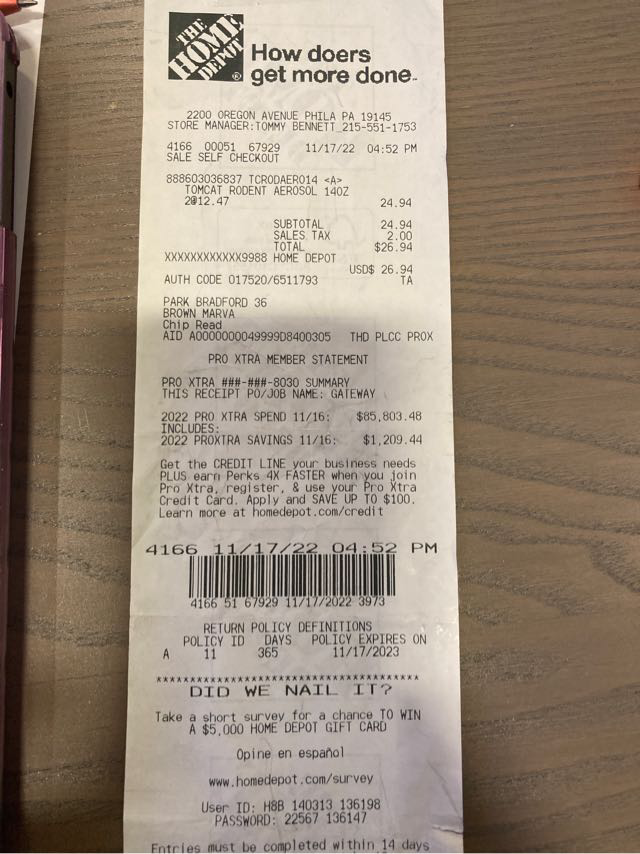 THE
HOME
DEPOT
How doers
get more done™
2200 OREGON AVENUE PHILA PA 19145
STORE MANAGER:TOMMY BENNETT 215-551-1753
4166 00051 67929 11/17/22 04:52 PM
SALE SELF CHECKOUT
888603036837 TCRODAERO14 <A>
TOMCAT RODENT AEROSOL 14OZ
2@12.47 24.94
SUBTOTAL 24.94
SALES TAX 2.00
TOTAL $26.94
XXXXXXXXXXXX9988 HOME DEPOT
USD$ 26.94
AUTH CODE 017520/6511793 TA
PARK BRADFORD 36
BROWN MARVA
Chip Read
AID A0000000049999D8400305 THD PLCC PROX
PRO XTRA MEMBER STATEMENT
PRO XTRA ###-###-8030 SUMMARY
THIS RECEIPT PO/JOB NAME: GATEWAY
2022 PRO XTRA SPEND 11/16: $85,803.48
INCLUDES:
2022 PROXTRA SAVINGS 11/16: $1,209.44
Get the CREDIT LINE your business needs
PLUS earn Perks 4X FASTER when you join
Pro Xtra, register, & use your Pro Xtra
Credit Card. Apply and SAVE UP TO $100.
Learn more at homedepot.com/credit
4166 11/17/22 04:52 PM
4166 51 67929 11/17/2022 3973
RETURN POLICY DEFINITIONS
POLICY ID DAYS POLICY EXPIRES ON
A 11 365 11/17/2023
*****************************************
DID WE NAIL IT?
Take a short survey for a chance TO WIN
A $5,000 HOME DEPOT GIFT CARD
Opine en español
www.homedepot.com/survey
User ID: H8B 140313 136198
PASSWORD: 22567 136147
Entries must be completed within 14 days